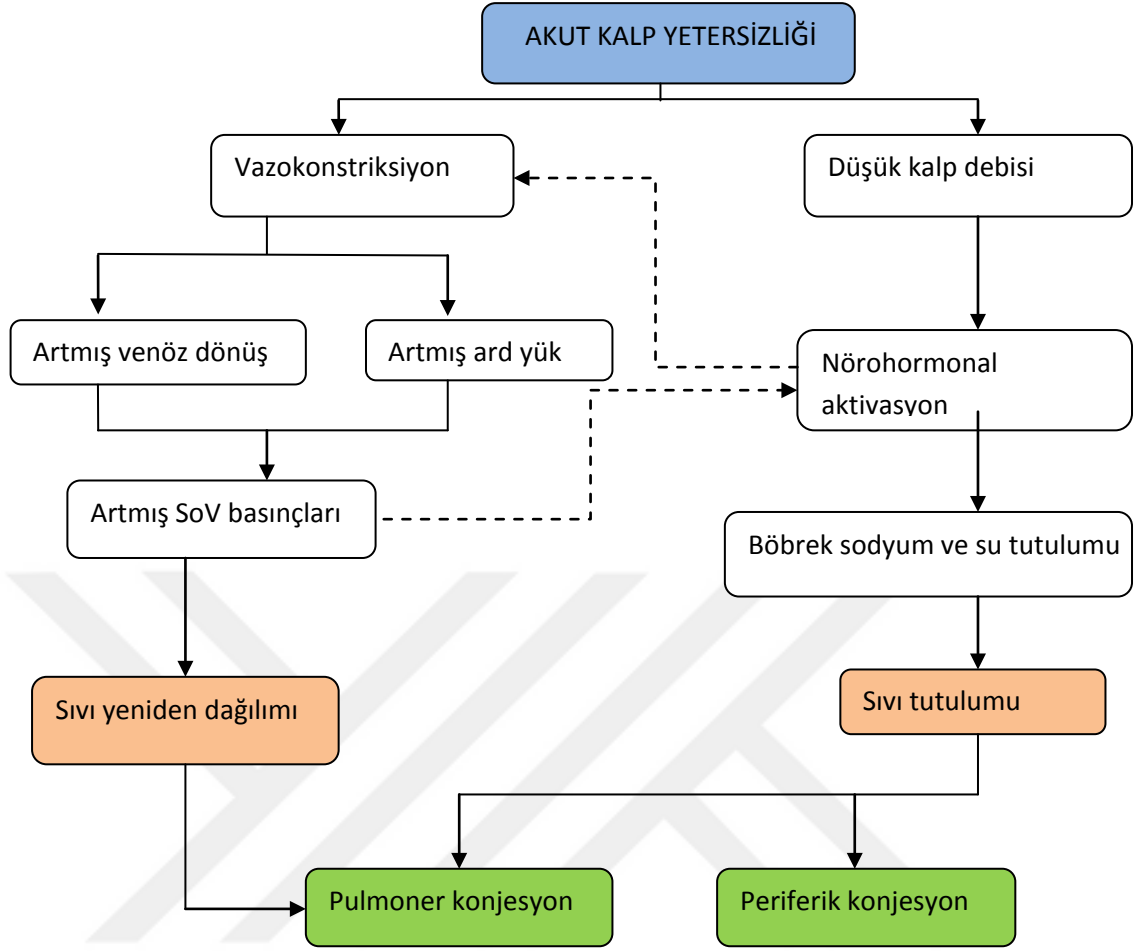 AKUT KALP YETERSİZLİĞİ
Vazokonstriksiyon
Düşük kalp debisi
Artmış venöz dönüş
Artmış ard yük
Nörohormonal
aktivasyon
Artmış SoV basınçları
Böbrek sodyum ve su tutulumu
Sıvı yeniden dağılımı
Sıvı tutulumu
Pulmoner konjesyon
Periferik konjesyon